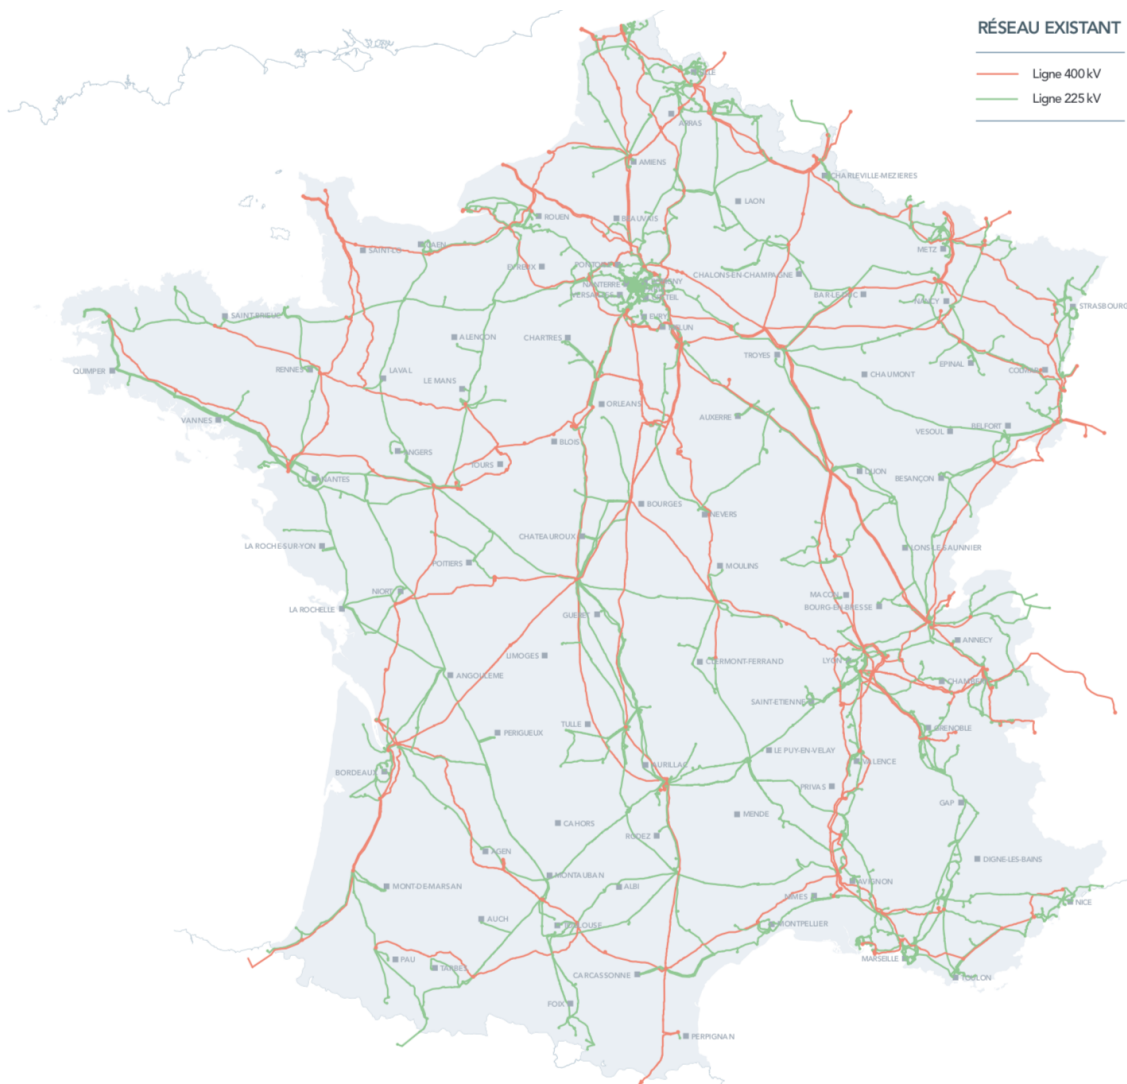 RÉSEAU EXISTANT
Ligne 400 kV
Ligne 225 kV
ARRAS
AMIENS
CHARLEVILLE-MEZIERES
LAON
ROUEN
BEAUVAIS
SAINT-LO
CAEN
METZ
EVREUX
NANTERRE
CHALONS-EN-CHAMPAGNE
BAR-LE-DUC
NANCY
STRASBOURG
SAINT-BRIEUC
EVRY
MELUN
ALENCON
CHARTRES
TROYES
EPINAL
COLMAR
QUIMPER
RENNES
LAVAL
LE MANS
CHAUMONT
ORLEANS
AUXERRE
VANNES
VESOUL
BELFORT
BLOIS
ANGERS
TOURS
DIJON
BESANÇON
NANTES
BOURGES
NEVERS
LA ROCHE-SUR-YON
CHATEAUROUX
LONS-LE-SAUNNIER
POITIERS
MOULINS
NIORT
MACON
BOURG-EN-BRESSE
LA ROCHELLE
GUERET
ANNECY
LIMOGES
CLERMONT-FERRAND
LYON
ANGOULEME
CHAMBERY
SAINT-ETIENNE
TULLE
PERIGUEUX
GRENOBLE
LE PUY-EN-VELAY
AURILLAC
VALENCE
BORDEAUX
PRIVAS
GAP
MENDE
CAHORS
RODEZ
AGEN
DIGNE-LES-BAINS
MONTAUBAN
AVIGNON
MONT-DE-MARSAN
ALBI
NIMES
NICE
AUCH
TOULOUSE
MONTPELLIER
PAU
TARBES
CARCASSONNE
MARSEILLE
TOULON
FOIX
PERPIGNAN